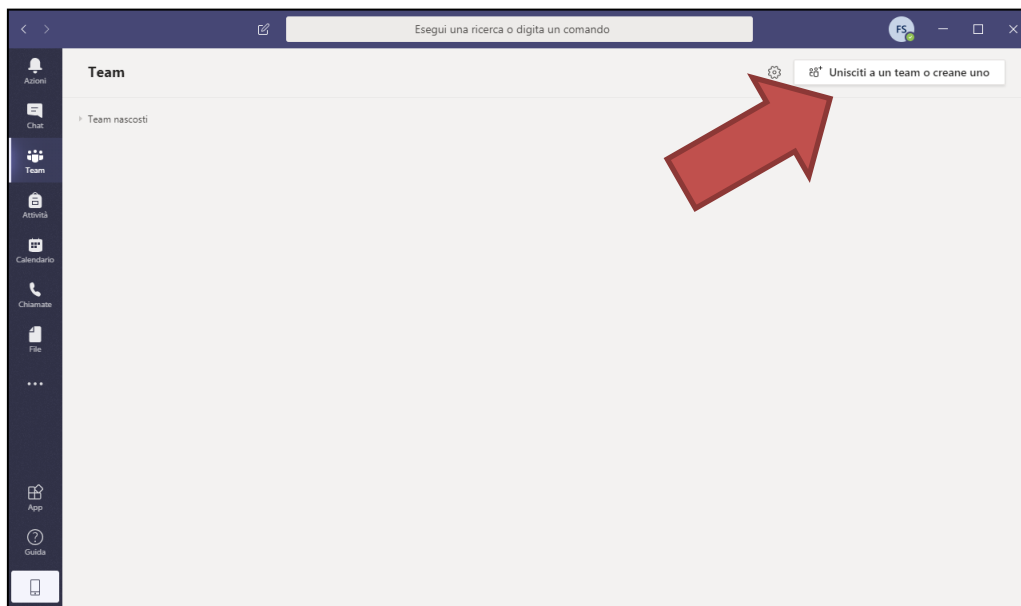 Esegui una ricerca o digita un comando
FS
Azioni
Chat
Team
Attività
Calendario
Chiamate
File
App
Guida
Team
Unisciti a un team o creane uno
Team nascosti